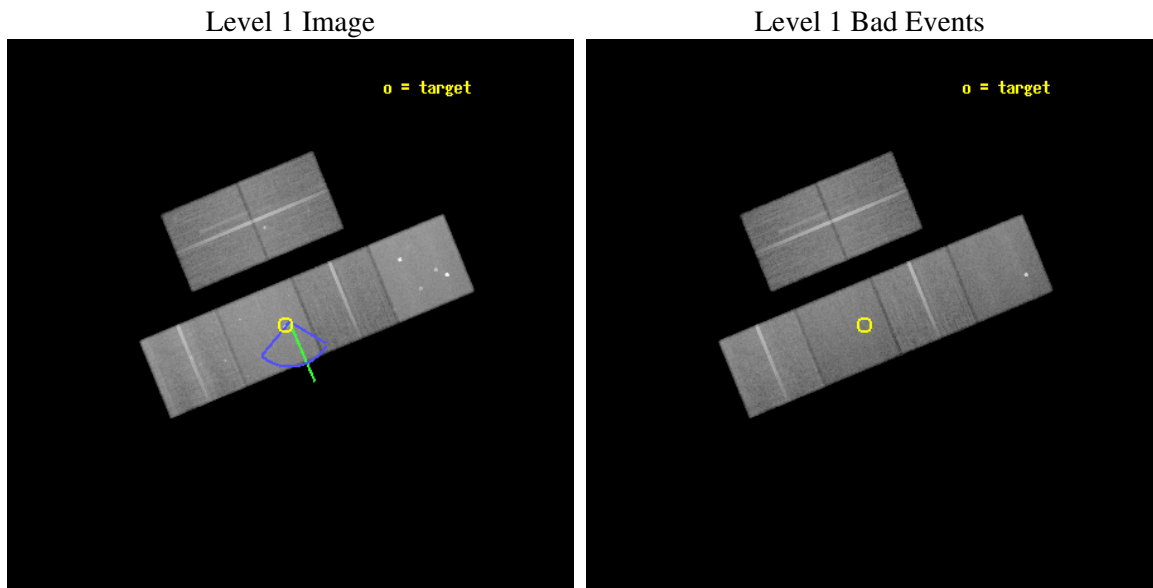 Level 1 Image
Level 1 Bad Events
o = target
o = target